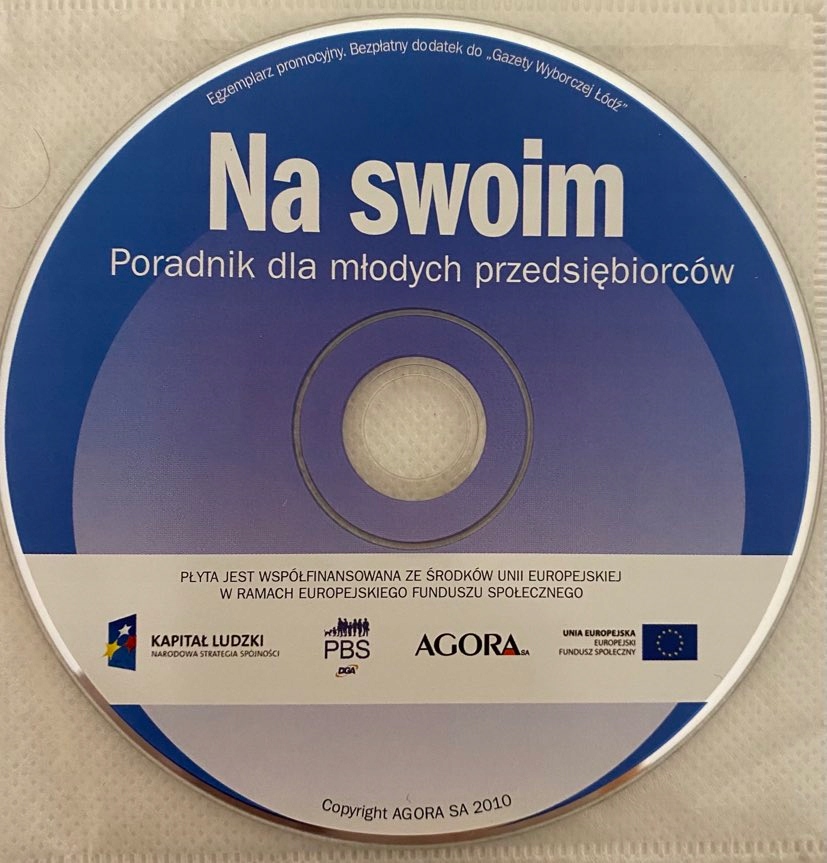 Egzemplarz promocyjny. Bezpłatny dodatek do „Gazety Wyborczej Łódź”
Na swoim
Poradnik dla młodych przedsiębiorców
PŁYTA JEST WSPÓŁFINANSOWANA ZE ŚRODKÓW UNII EUROPEJSKIEJ
W RAMACH EUROPEJSKIEGO FUNDUSZU SPOŁECZNEGO
KAPITAŁ LUDZKI
NARODOWA STRATEGIA SPÓJNOŚCI
PBS
DGA
AGORA SA
UNIA EUROPEJSKA
EUROPEJSKI
FUNDUSZ SPOŁECZNY
Copyright AGORA SA 2010